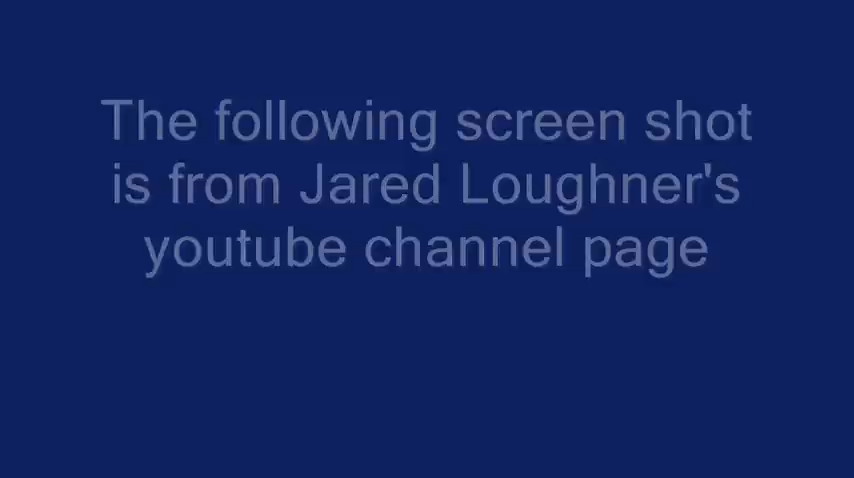 The following screen shot
is from Jared Loughner's
youtube channel page